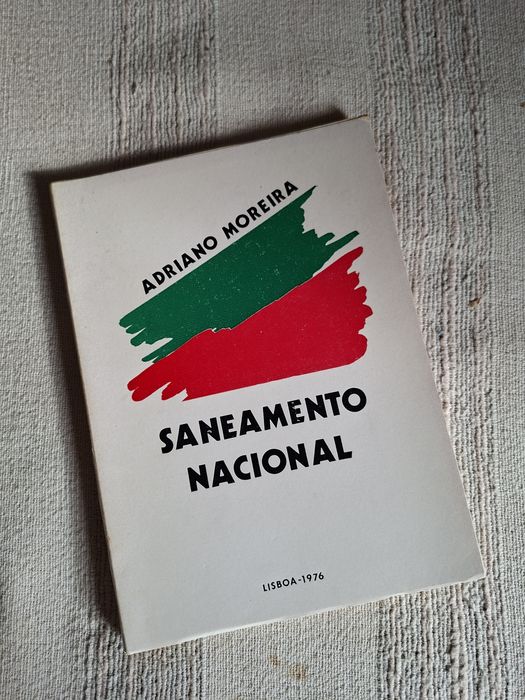 ADRIANO MOREIRA
SANEAMENTO
NACIONAL
LISBOA-1976